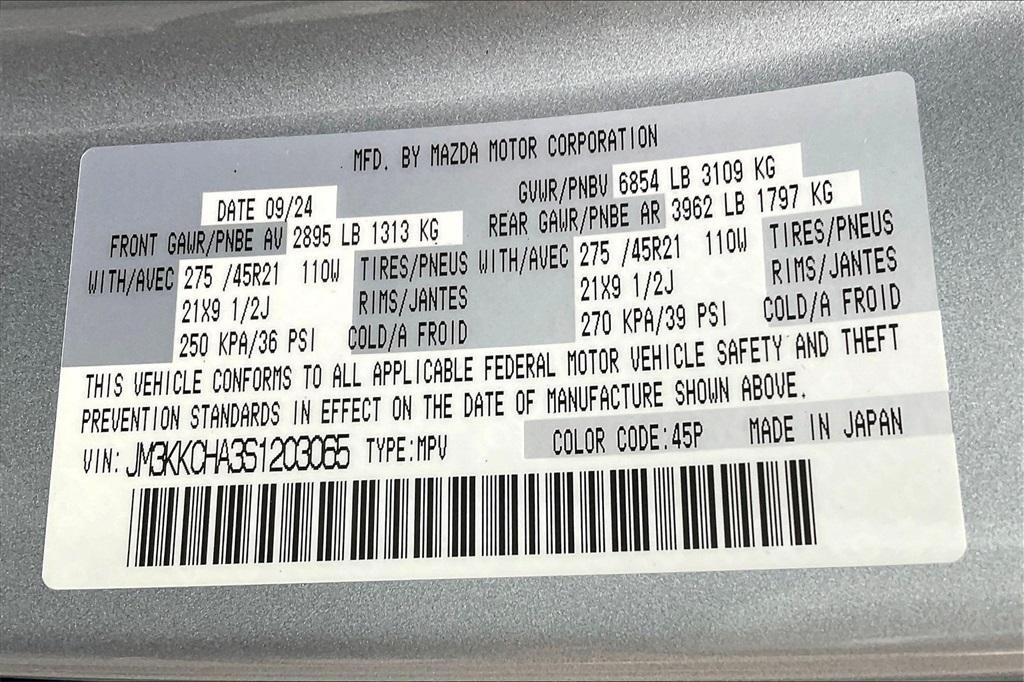 MFD. BY MAZDA MOTOR CORPORATION
DATE 09/24 GVWR/PNBV 6854 LB 3109 KG
FRONT GAWR/PNBE AV 2895 LB 1313 KG REAR GAWR/PNBE AR 3962 LB 1797 KG
WITH/AVEC 275 /45R21 110W TIRES/PNEUS WITH/AVEC 275 /45R21 110W TIRES/PNEUS
21X9 1/2J RIMS/JANTES 21X9 1/2J RIMS/JANTES
250 KPA/36 PSI COLD/A FROID 270 KPA/39 PSI COLD/A FROID
THIS VEHICLE CONFORMS TO ALL APPLICABLE FEDERAL MOTOR VEHICLE SAFETY AND THEFT
PREVENTION STANDARDS IN EFFECT ON THE DATE OF MANUFACTURE SHOWN ABOVE.
VIN: JM3KKCHA3S1203065 TYPE:MPV COLOR CODE:45P MADE IN JAPAN